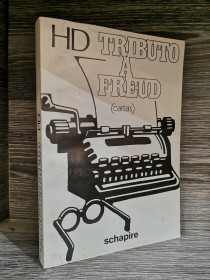 HD TRIBUTO
A
FREUD
(cartas)
schapire